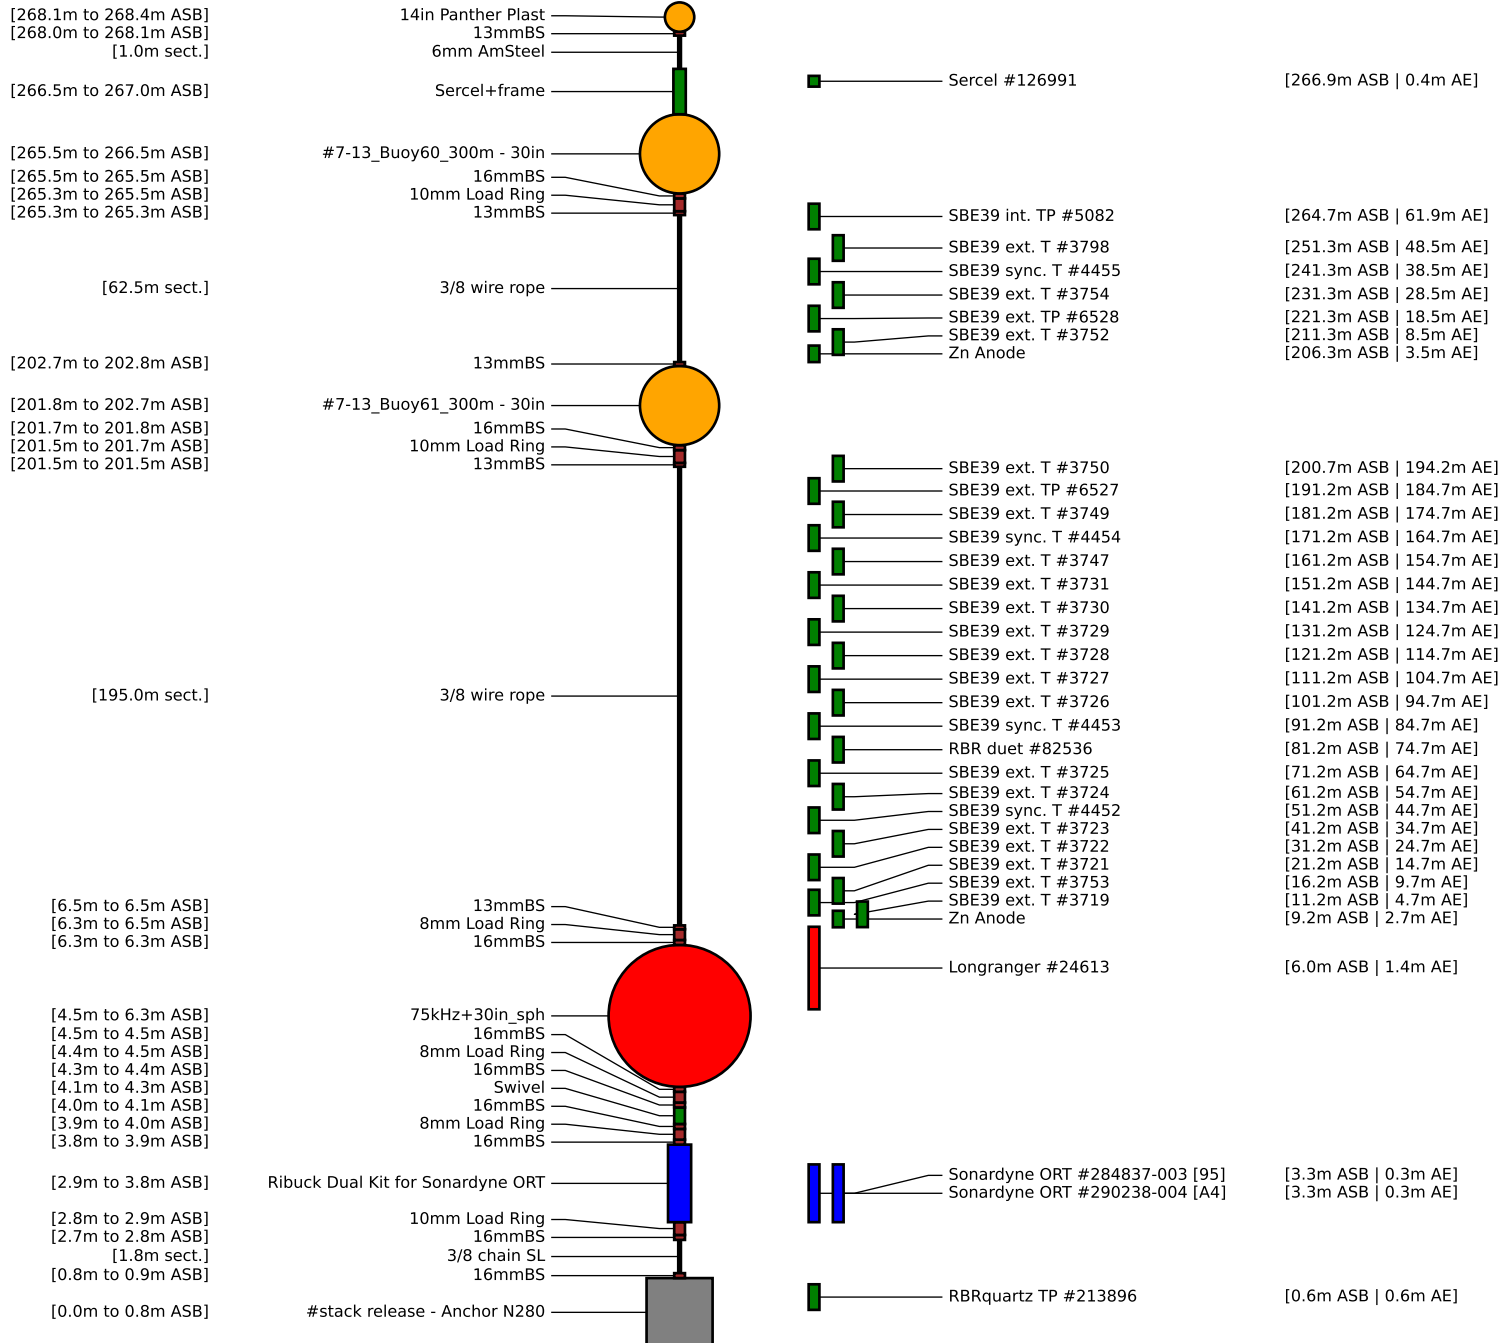 [268.1m to 268.4m ASB] 14in Panther Plast
[268.0m to 268.1m ASB] 13mmBS
[1.0m sect.] 6mm AmSteel
Sercel #126991 [266.9m ASB | 0.4m AE]
[266.5m to 267.0m ASB] Sercel+frame
[265.5m to 266.5m ASB] #7-13_Buoy60_300m - 30in
[265.5m to 265.5m ASB] 16mmBS
[265.3m to 265.5m ASB] 10mm Load Ring
[265.3m to 265.3m ASB] 13mmBS
SBE39 int. TP #5082 [264.7m ASB | 61.9m AE]
SBE39 ext. T #3798 [251.3m ASB | 48.5m AE]
SBE39 sync. T #4455 [241.3m ASB | 38.5m AE]
[62.5m sect.] 3/8 wire rope
SBE39 ext. T #3754 [231.3m ASB | 28.5m AE]
SBE39 ext. TP #6528 [221.3m ASB | 18.5m AE]
SBE39 ext. T #3752 [211.3m ASB | 8.5m AE]
Zn Anode [206.3m ASB | 3.5m AE]
[202.7m to 202.8m ASB] 13mmBS
[201.8m to 202.7m ASB] #7-13_Buoy61_300m - 30in
[201.7m to 201.8m ASB] 16mmBS
[201.5m to 201.7m ASB] 10mm Load Ring
[201.5m to 201.5m ASB] 13mmBS
SBE39 ext. T #3750 [200.7m ASB | 194.2m AE]
SBE39 ext. TP #6527 [191.2m ASB | 184.7m AE]
SBE39 ext. T #3749 [181.2m ASB | 174.7m AE]
SBE39 sync. T #4454 [171.2m ASB | 164.7m AE]
SBE39 ext. T #3747 [161.2m ASB | 154.7m AE]
SBE39 ext. T #3731 [151.2m ASB | 144.7m AE]
SBE39 ext. T #3730 [141.2m ASB | 134.7m AE]
SBE39 ext. T #3729 [131.2m ASB | 124.7m AE]
SBE39 ext. T #3728 [121.2m ASB | 114.7m AE]
SBE39 ext. T #3727 [111.2m ASB | 104.7m AE]
[195.0m sect.] 3/8 wire rope
SBE39 ext. T #3726 [101.2m ASB | 94.7m AE]
SBE39 sync. T #4453 [91.2m ASB | 84.7m AE]
RBR duet #82536 [81.2m ASB | 74.7m AE]
SBE39 ext. T #3725 [71.2m ASB | 64.7m AE]
SBE39 ext. T #3724 [61.2m ASB | 54.7m AE]
SBE39 sync. T #4452 [51.2m ASB | 44.7m AE]
SBE39 ext. T #3723 [41.2m ASB | 34.7m AE]
SBE39 ext. T #3722 [31.2m ASB | 24.7m AE]
SBE39 ext. T #3721 [21.2m ASB | 14.7m AE]
SBE39 ext. T #3753 [16.2m ASB | 9.7m AE]
SBE39 ext. T #3719 [11.2m ASB | 4.7m AE]
[6.5m to 6.5m ASB] 13mmBS
Zn Anode [9.2m ASB | 2.7m AE]
[6.3m to 6.5m ASB] 8mm Load Ring
[6.3m to 6.3m ASB] 16mmBS
Longranger #24613 [6.0m ASB | 1.4m AE]
[4.5m to 6.3m ASB] 75kHz+30in_sph
[4.5m to 4.5m ASB] 16mmBS
[4.4m to 4.5m ASB] 8mm Load Ring
[4.3m to 4.4m ASB] 16mmBS
[4.1m to 4.3m ASB] Swivel
[4.0m to 4.1m ASB] 16mmBS
[3.9m to 4.0m ASB] 8mm Load Ring
[3.8m to 3.9m ASB] 16mmBS
Sonardyne ORT #284837-003 [95] [3.3m ASB | 0.3m AE]
[2.9m to 3.8m ASB] Ribuck Dual Kit for Sonardyne ORT
Sonardyne ORT #290238-004 [A4] [3.3m ASB | 0.3m AE]
[2.8m to 2.9m ASB] 10mm Load Ring
[2.7m to 2.8m ASB] 16mmBS
[1.8m sect.] 3/8 chain SL
[0.8m to 0.9m ASB] 16mmBS
RBRquartz TP #213896 [0.6m ASB | 0.6m AE]
[0.0m to 0.8m ASB] #stack release - Anchor N280